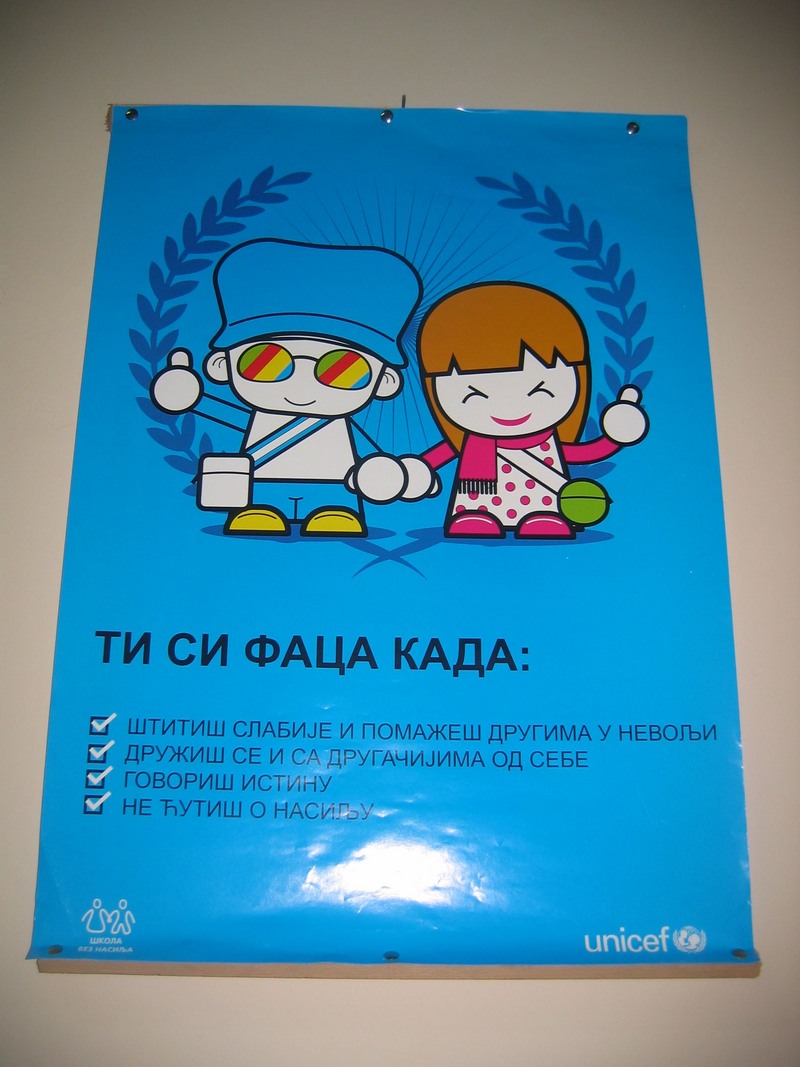 ТИ СИ ФАЦА КАДА:
ШТИТИШ СЛАБИЈЕ И ПОМАЖЕШ ДРУГИМА У НЕВОЉИ
ДРУЖИШ СЕ И СА ДРУГАЧИЈИМА ОД СЕБЕ
ГОВОРИШ ИСТИНУ
НЕ ЋУТИШ О НАСИЉУ
ШКОЛА
БЕЗ НАСИЉА
unicef